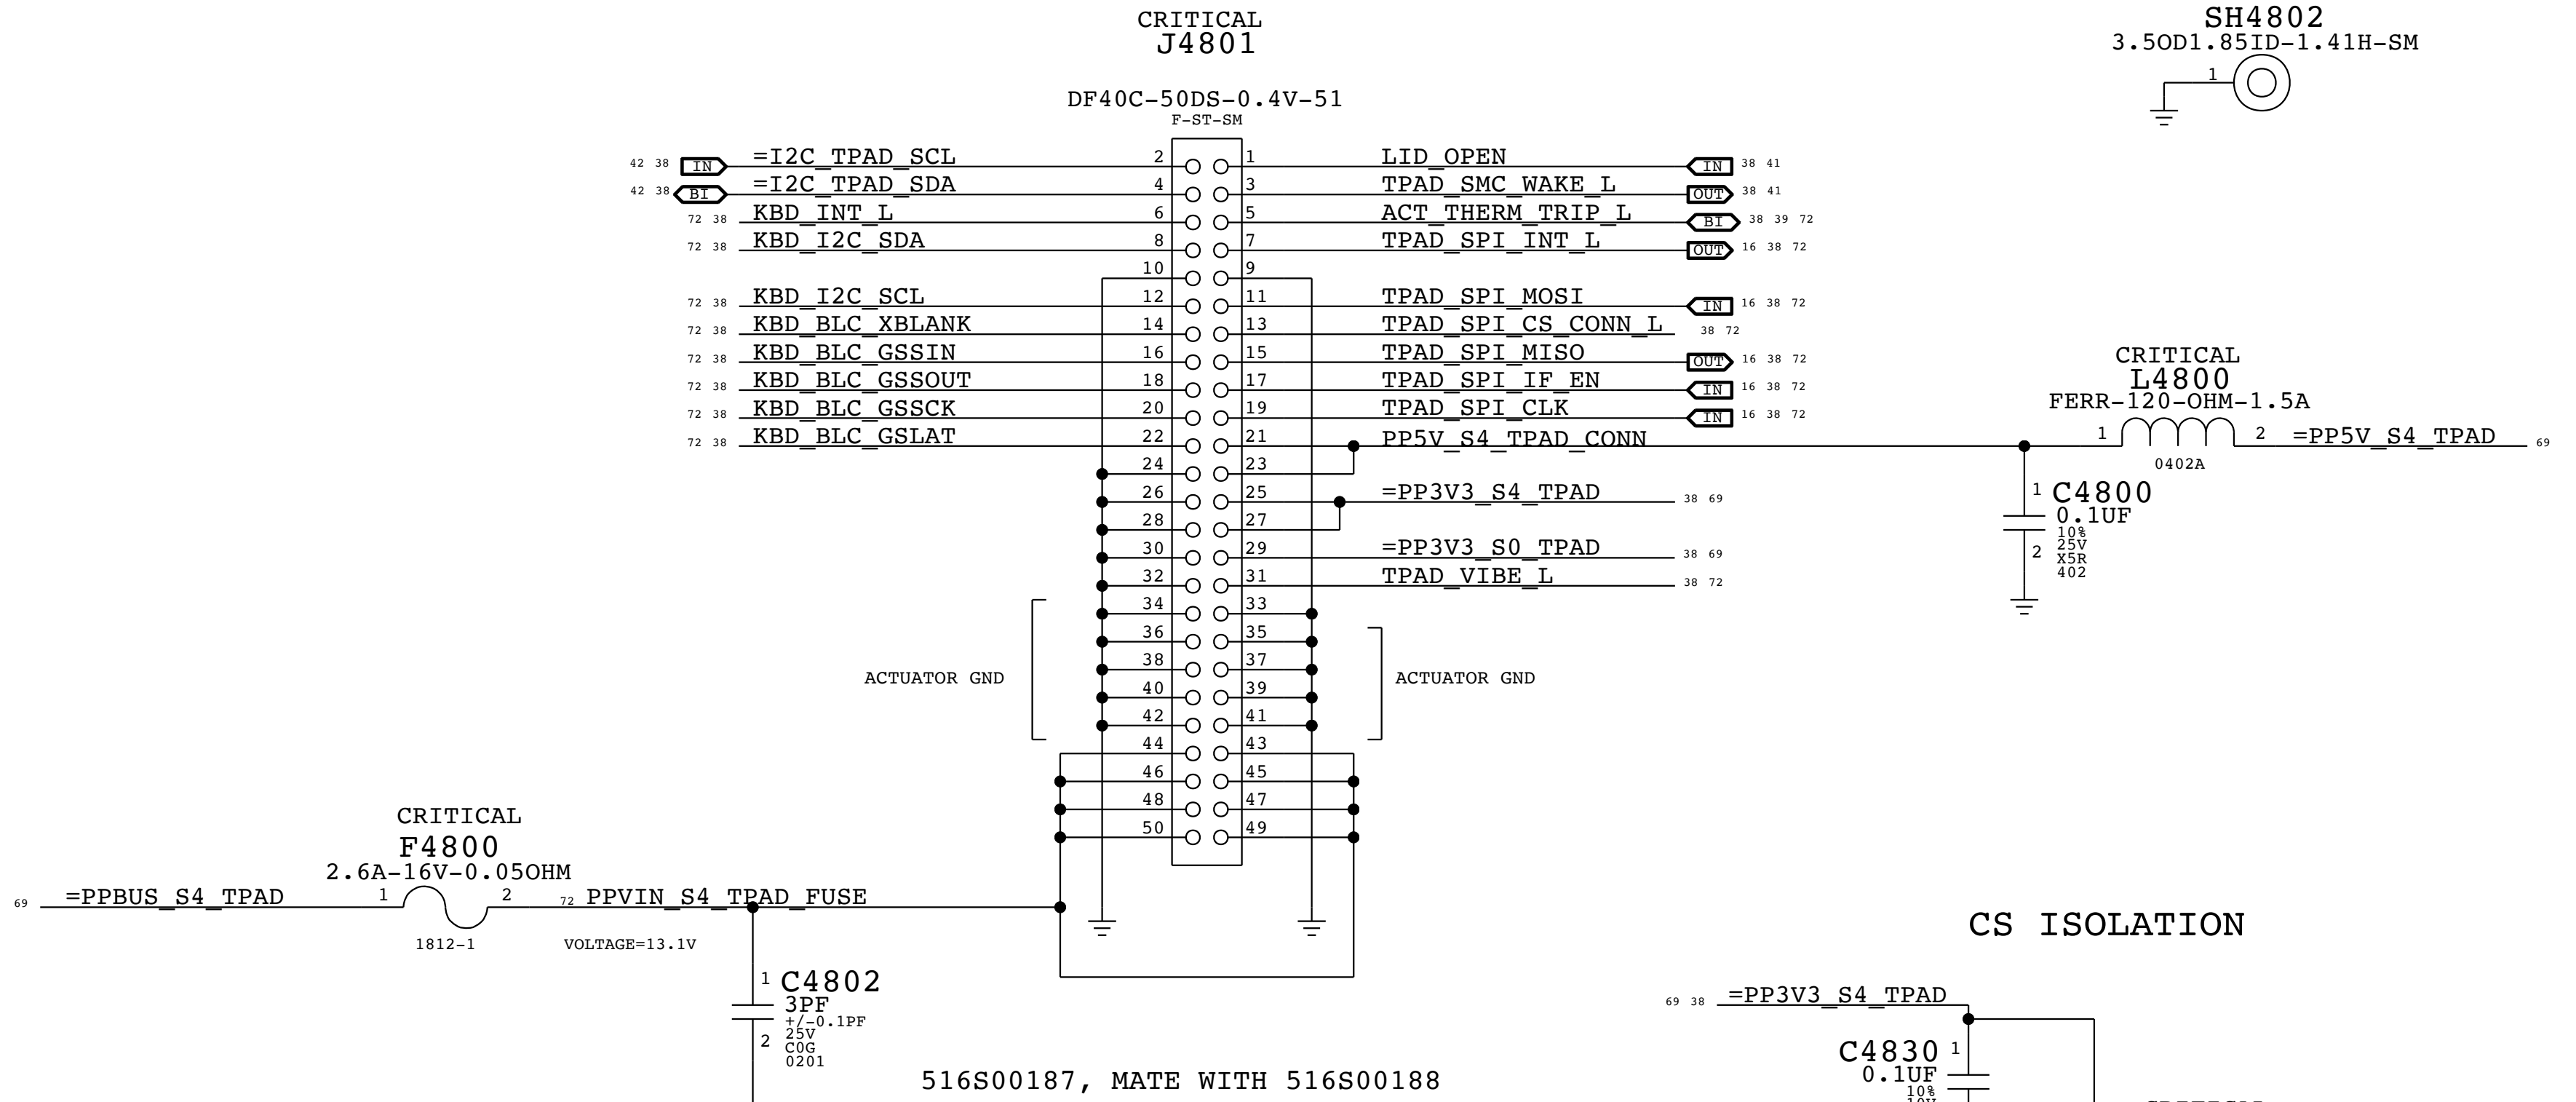 CRITICAL
J4801
DF40C-50DS-0.4V-51
F-ST-SM
SH4802
3.5OD1.85ID-1.41H-SM
1
42 38 IN =I2C_TPAD_SCL 2 1 LID_OPEN IN 38 41
42 38 BI =I2C_TPAD_SDA 4 3 TPAD_SMC_WAKE_L OUT 38 41
72 38 KBD_INT_L 6 5 ACT_THERM_TRIP_L BI 38 39 72
72 38 KBD_I2C_SDA 8 7 TPAD_SPI_INT_L OUT 16 38 72
10 9
72 38 KBD_I2C_SCL 12 11 TPAD_SPI_MOSI IN 16 38 72
72 38 KBD_BLC_XBLANK 14 13 TPAD_SPI_CS_CONN_L 38 72
72 38 KBD_BLC_GSSIN 16 15 TPAD_SPI_MISO OUT 16 38 72
72 38 KBD_BLC_GSSOUT 18 17 TPAD_SPI_IF_EN IN 16 38 72
72 38 KBD_BLC_GSSCK 20 19 TPAD_SPI_CLK IN 16 38 72
72 38 KBD_BLC_GSLAT 22 21 PP5V_S4_TPAD_CONN
24 23
26 25 =PP3V3_S4_TPAD 38 69
28 27
30 29 =PP3V3_S0_TPAD 38 69
32 31 TPAD_VIBE_L 38 72
34 33
36 35
38 37
ACTUATOR GND ACTUATOR GND
40 39
42 41
44 43
46 45
48 47
50 49
CRITICAL
L4800
FERR-120-OHM-1.5A
1 2 =PP5V_S4_TPAD 69
0402A
1 C4800
0.1UF
10%
25V
2 X5R
402
CRITICAL
F4800
2.6A-16V-0.05OHM
69 =PPBUS_S4_TPAD 1 2 72 PPVIN_S4_TPAD_FUSE
1812-1 VOLTAGE=13.1V
1 C4802
3PF
+/-0.1PF
25V
2 C0G
0201
516S00187, MATE WITH 516S00188
CS ISOLATION
69 38 =PP3V3_S4_TPAD
C4830 1
0.1UF
10%